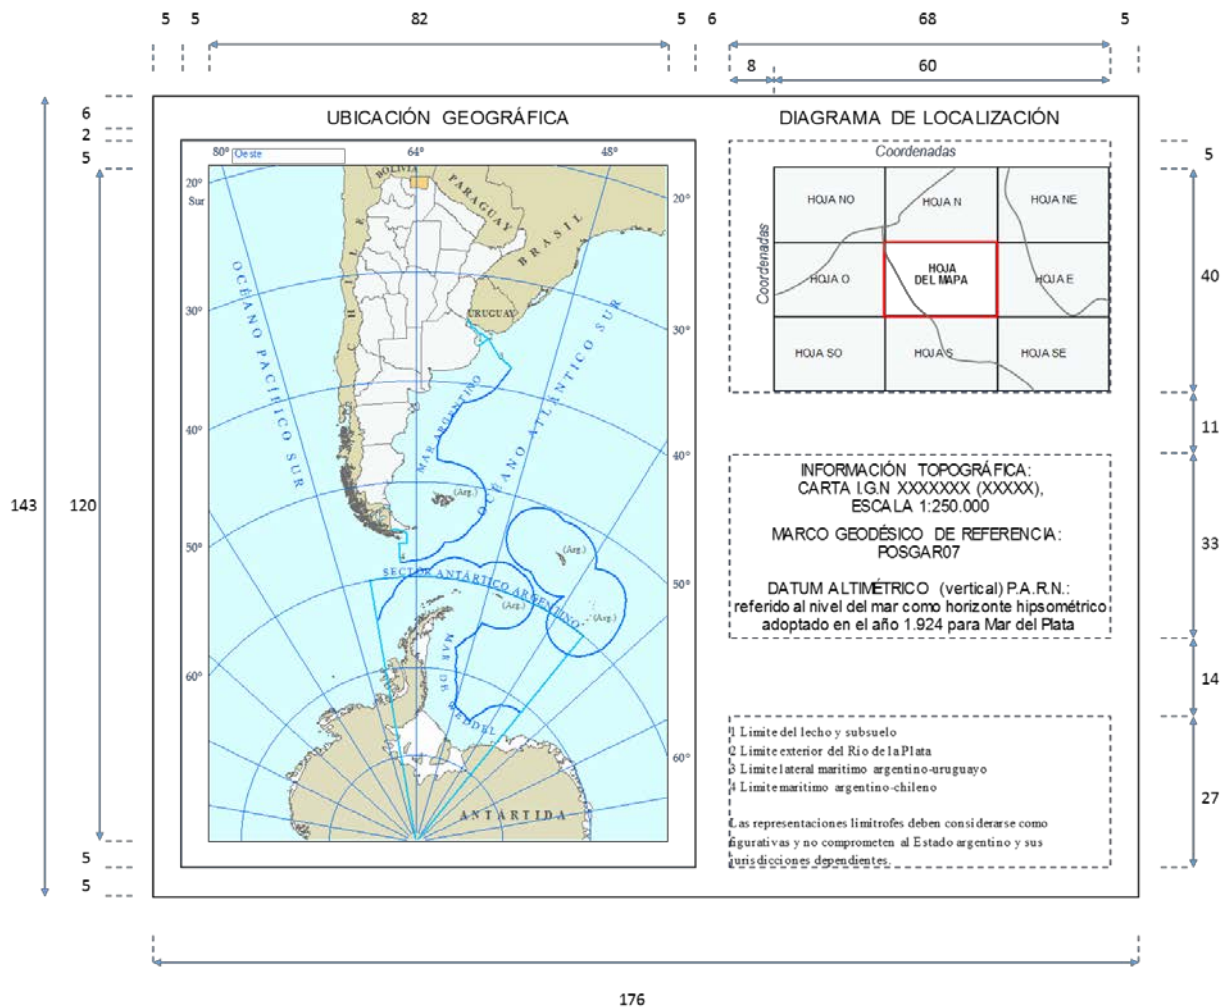 5 5 82 5 6 68 5
8 60
6
2
5
143
120
5
5
UBICACIÓN GEOGRÁFICA
80° Oeste 64° 48°
20°
Sur
30°
40°
50°
60°
20°
30°
40°
50°
60°
BOLIVIA
PARAGUAY
BRASIL
CHILE
URUGUAY
OCÉANO PACÍFICO SUR
OCÉANO ATLÁNTICO SUR
MAR ARGENTINO
(Arg.)
(Arg.)
SECTOR ANTÁRTICO ARGENTINO
(Arg.)
(Arg.)
MAR DE WEDDEL
ANTÁRTIDA
DIAGRAMA DE LOCALIZACIÓN
Coordenadas
Coordenadas
HOJA NO HOJA N HOJA NE
HOJA O HOJA
DEL MAPA HOJA E
HOJA SO HOJA S HOJA SE
INFORMACIÓN TOPOGRÁFICA:
CARTA I.G.N XXXXXXX (XXXXX),
ESCALA 1:250.000
MARCO GEODÉSICO DE REFERENCIA:
POSGAR07
DATUM ALTIMÉTRICO (vertical) P.A.R.N.:
referido al nivel del mar como horizonte hipsométrico
adoptado en el año 1.924 para Mar del Plata
1 Limite del lecho y subsuelo
2 Limite exterior del Rio de la Plata
3 Limite lateral maritimo argentino-uruguayo
4 Limite maritimo argentino-chileno
Las representaciones limitrofes deben considerarse como
figurativas y no comprometen al Estado argentino y sus
jurisdicciones dependientes.
5
40
11
33
14
27
176